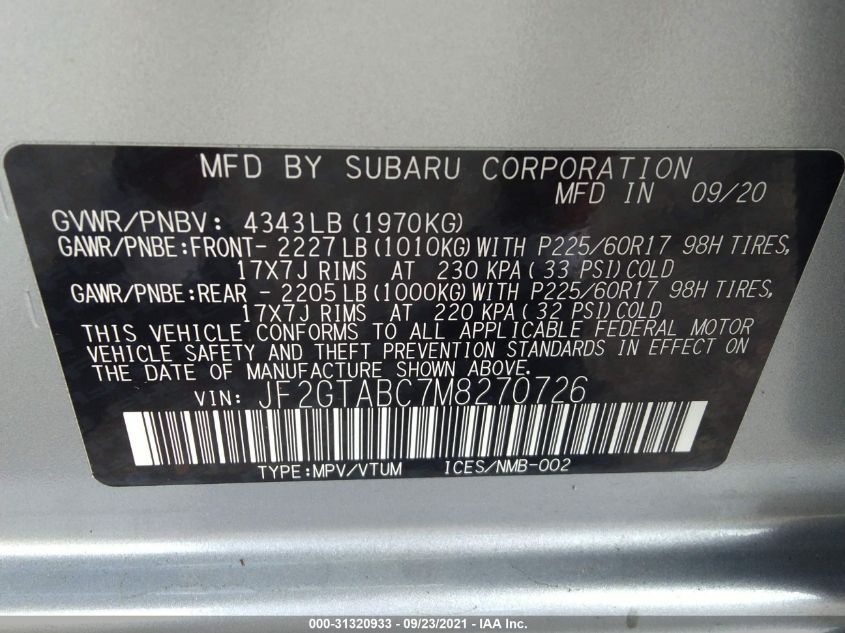 MFD BY SUBARU CORPORATION
MFD IN 09/20
GVWR/PNBV: 4343LB (1970KG)
GAWR/PNBE:FRONT- 2227LB (1010KG) WITH P225/60R17 98H TIRES,
17X7J RIMS AT 230 KPA (33 PSI) COLD
GAWR/PNBE:REAR - 2205LB (1000KG) WITH P225/60R17 98H TIRES,
17X7J RIMS AT 220 KPA (32 PSI) COLD
THIS VEHICLE CONFORMS TO ALL APPLICABLE FEDERAL MOTOR
VEHICLE SAFETY AND THEFT PREVENTION STANDARDS IN EFFECT ON
THE DATE OF MANUFACTURE SHOWN ABOVE.
VIN: JF2GTABC7M8270726
TYPE:MPV/VTUM ICES/NMB-002
000-31320933 - 09/23/2021 - IAA Inc.